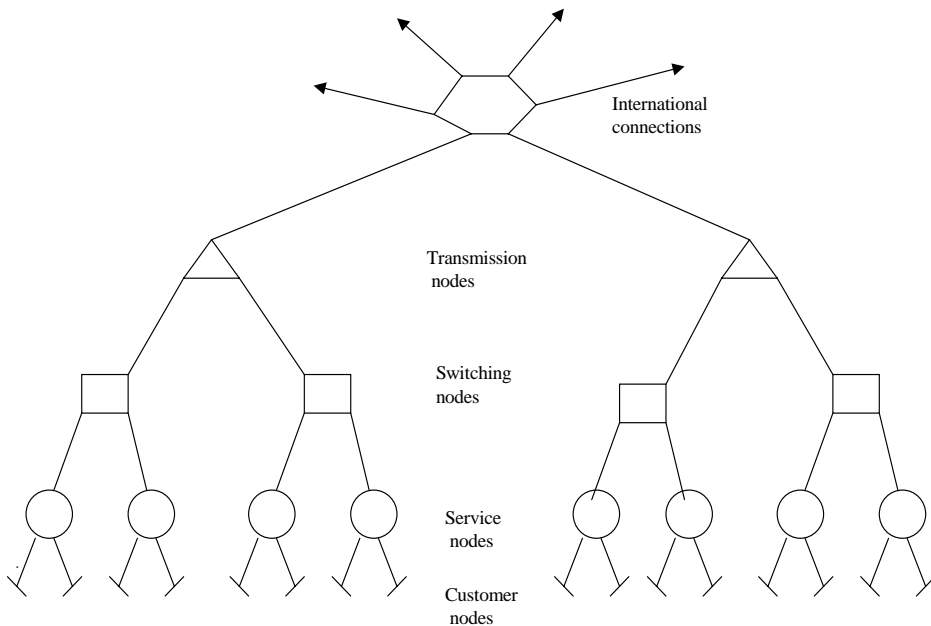 International
connections
Transmission
nodes
Switching
nodes
Service
nodes
Customer
nodes